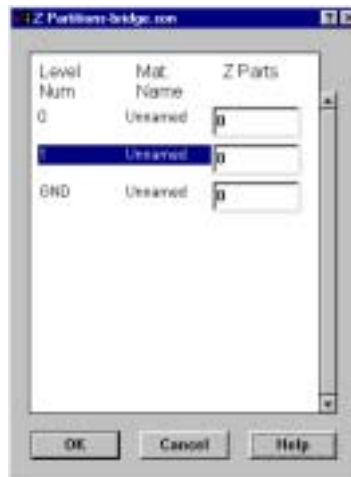 Z Partitions-bridge.son
Level Num Mat. Name Z Parts
0 Unnamed 0
1 Unnamed 0
GND Unnamed 0
OK Cancel Help